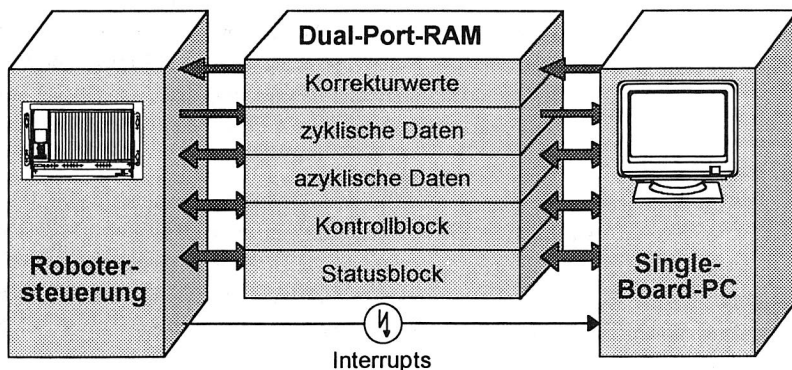 Dual-Port-RAM
Korrekturwerte
zyklische Daten
azyklische Daten
Kontrollblock
Statusblock
Roboter-
steuerung
Single-
Board-PC
Interrupts